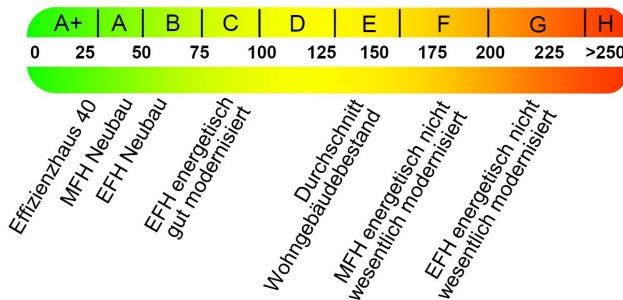 A+ A B C D E F G H
0 25 50 75 100 125 150 175 200 225 >250
Effizienzhaus 40
MFH Neubau
EFH Neubau
EFH energetisch
gut modernisiert
Durchschnitt
Wohngebäudebestand
MFH energetisch nicht
wesentlich modernisiert
EFH energetisch nicht
wesentlich modernisiert